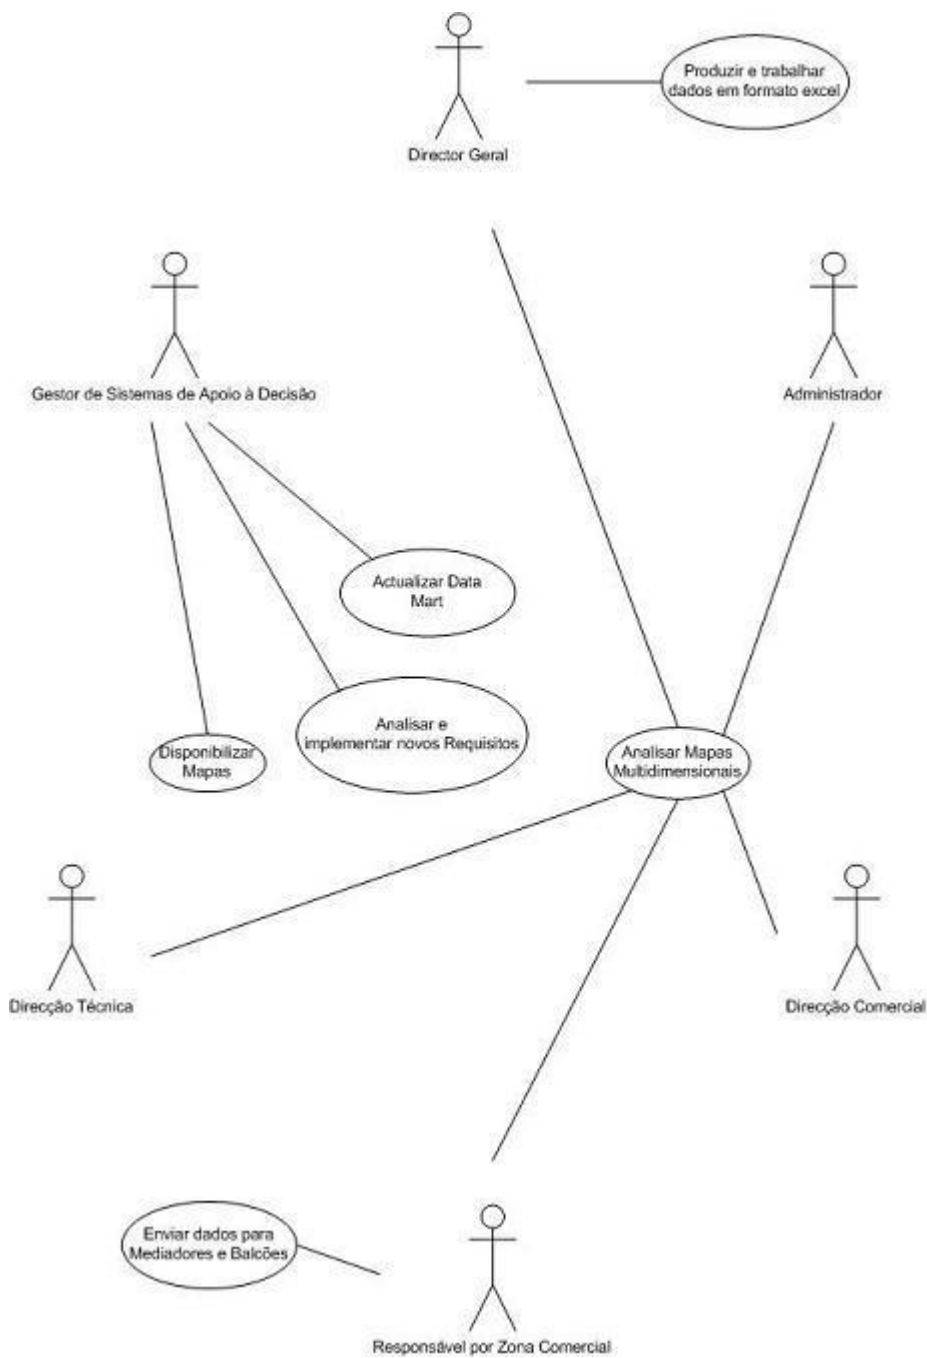 Produzir e trabalhar
dados em formato excel
Director Geral
Gestor de Sistemas de Apoio à Decisão
Administrador
Actualizar Data
Mart
Analisar e
implementar novos Requisitos
Disponibilizar
Mapas
Analisar Mapas
Multidimensionais
Direcção Técnica
Direcção Comercial
Enviar dados para
Mediadores e Balcões
Responsável por Zona Comercial